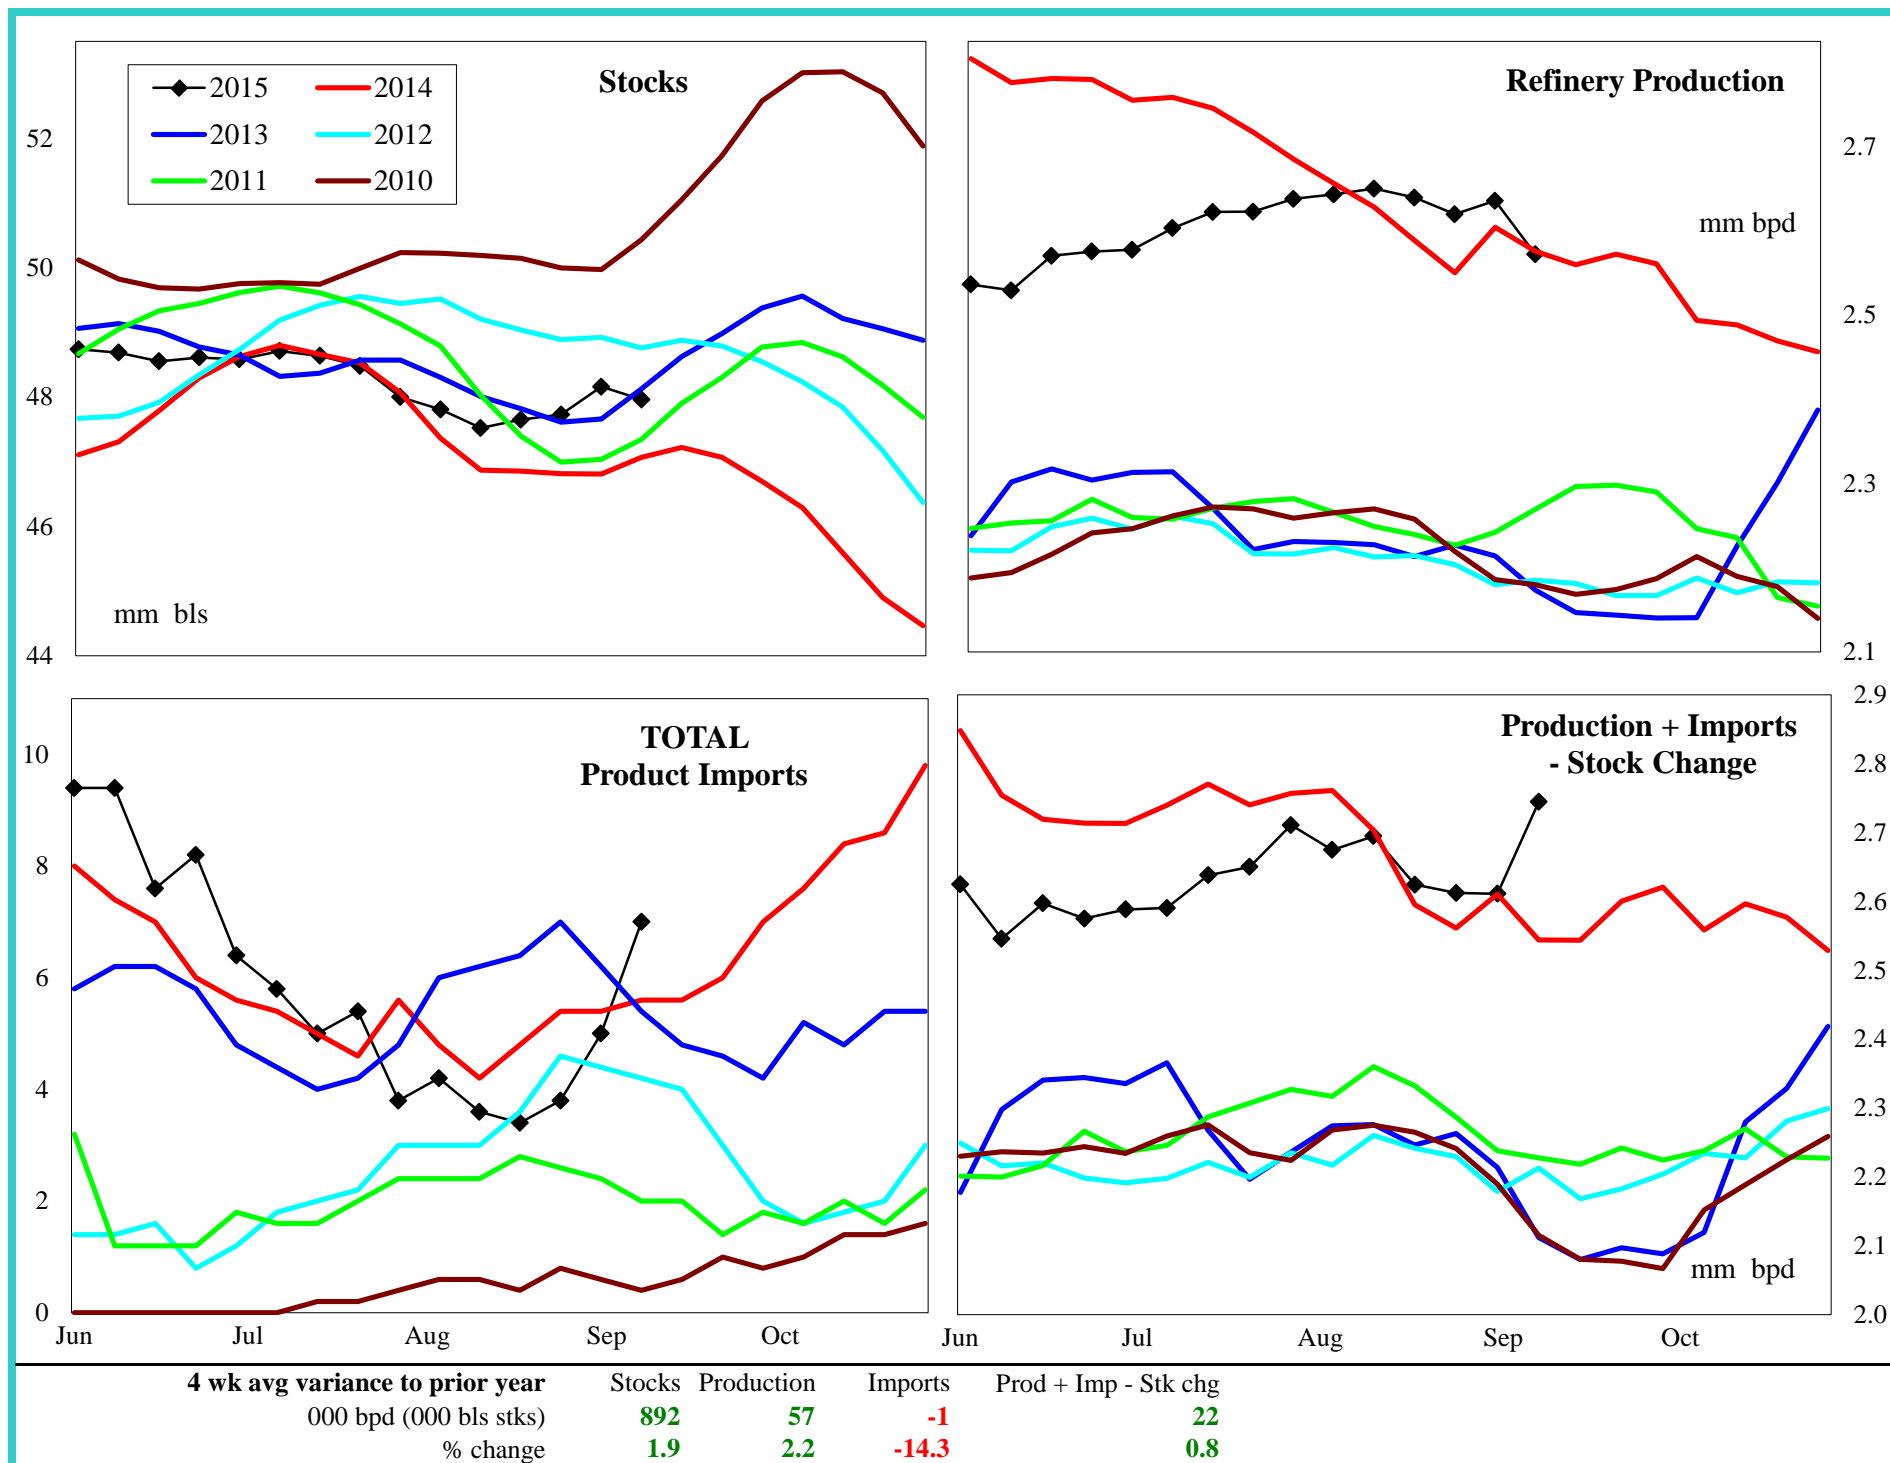 Stocks
2015 2014
2013 2012
2011 2010
52
50
48
46
44
mm bls
Refinery Production
mm bpd
2.7
2.5
2.3
2.1
TOTAL
Product Imports
10
8
6
4
2
0
Jun Jul Aug Sep Oct
Production + Imports
- Stock Change
2.9
2.8
2.7
2.6
2.5
2.4
2.3
2.2
2.1
2.0
mm bpd
Jun Jul Aug Sep Oct
4 wk avg variance to prior year Stocks Production Imports Prod + Imp - Stk chg
000 bpd (000 bls stks) 892 57 -1 22
% change 1.9 2.2 -14.3 0.8